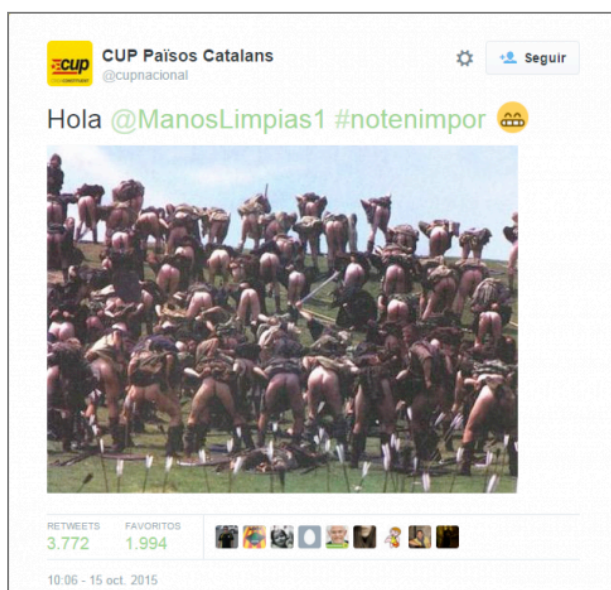 cup
CUP Països Catalans
@cupnacional
Seguir
Hola @ManosLimpias1 #notenimpor
RETWEETS FAVORITOS
3.772 1.994
10:06 - 15 oct. 2015